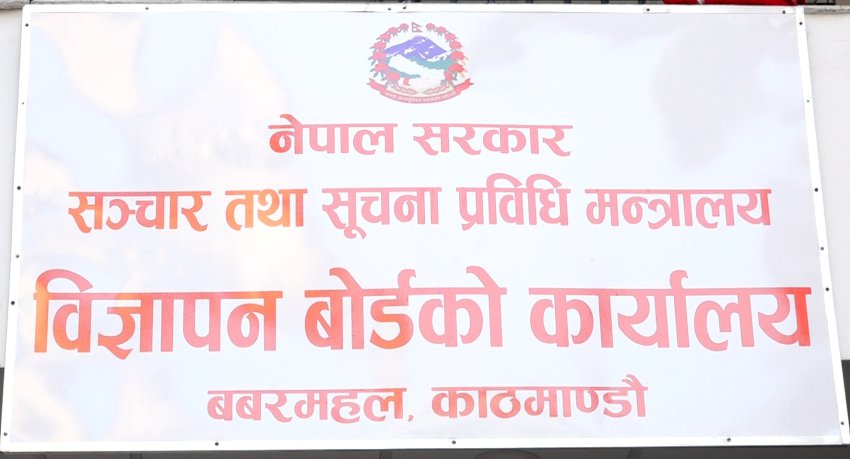 नेपाल सरकार
सञ्चार तथा सूचना प्रविधि मन्त्रालय
विज्ञापन बोर्डको कार्यालय
बबरमहल, काठमाण्डौ